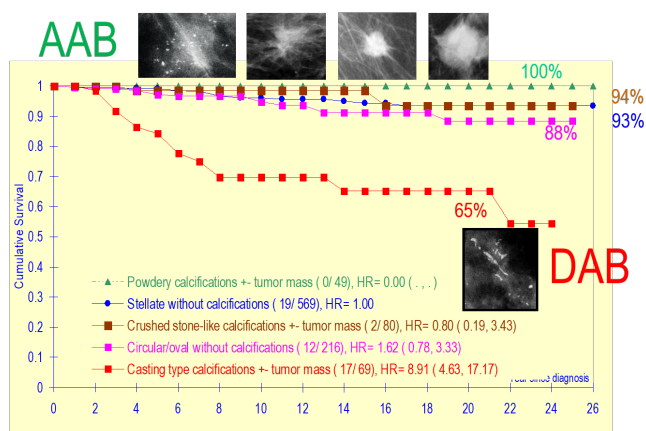 AAB
100%
94%
93%
88%
65%
DAB
Cumulative Survival
1
0.9
0.8
0.7
0.6
0.5
0.4
0.3
0.2
0.1
0
Powdery calcifications +- tumor mass ( 0/ 49), HR= 0.00 ( . , . )
Stellate without calcifications ( 19/ 569), HR= 1.00
Crushed stone-like calcifications +- tumor mass ( 2/ 80), HR= 0.80 ( 0.19, 3.43)
Circular/oval without calcifications ( 12/ 216), HR= 1.62 ( 0.78, 3.33)
Casting type calcifications +- tumor mass ( 17/ 69), HR= 8.91 ( 4.63, 17.17)
diagnosis
0 2 4 6 8 10 12 14 16 18 20 22 24 26